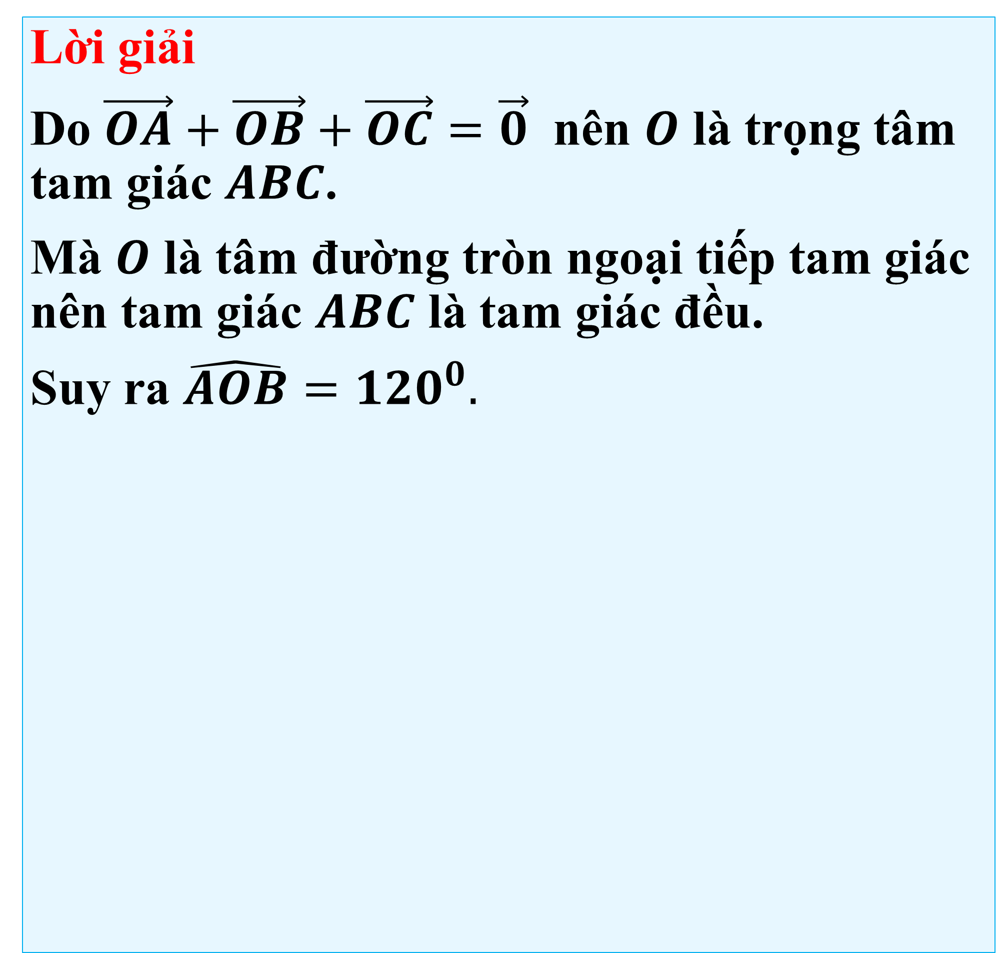 Lời giải
Do $\overrightarrow{OA} + \overrightarrow{OB} + \overrightarrow{OC} = \overrightarrow{0}$ nên $O$ là trọng tâm
tam giác $ABC$.
Mà $O$ là tâm đường tròn ngoại tiếp tam giác
nên tam giác $ABC$ là tam giác đều.
Suy ra $\widehat{AOB} = 120^0$.